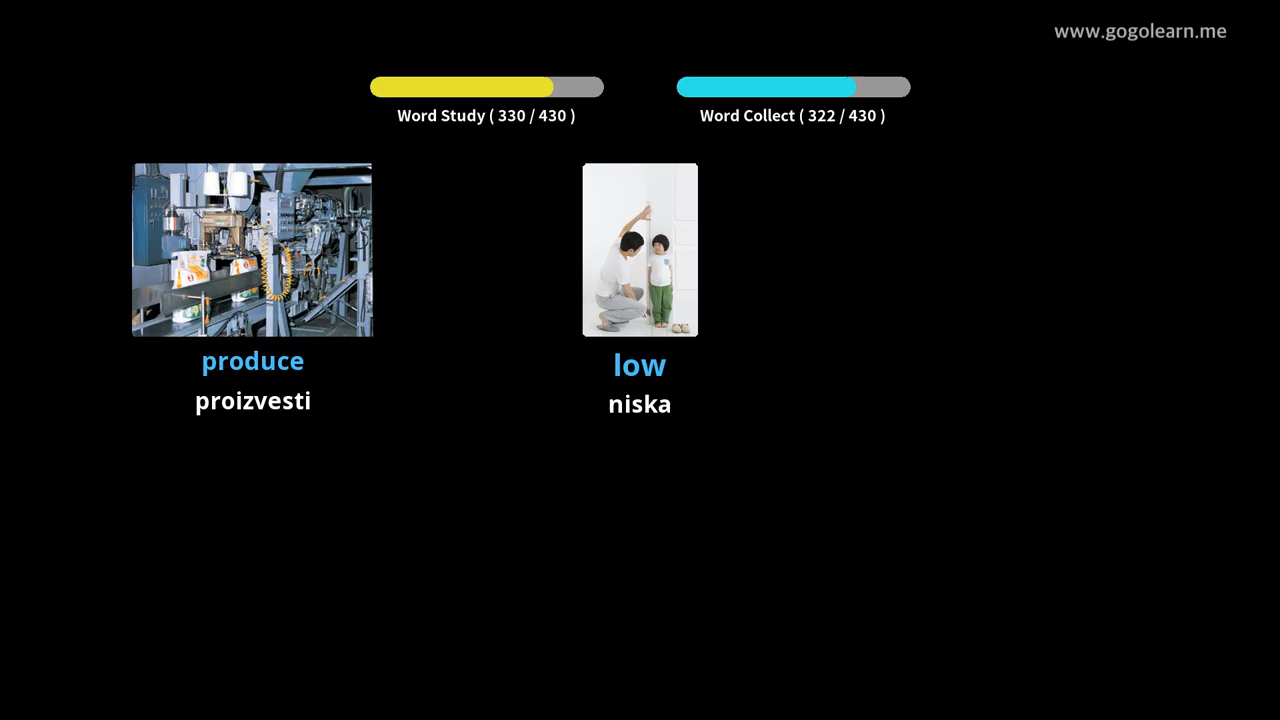 www.gogolearn.me
Word Study ( 330 / 430 )
Word Collect ( 322 / 430 )
produce
proizvesti
low
niska